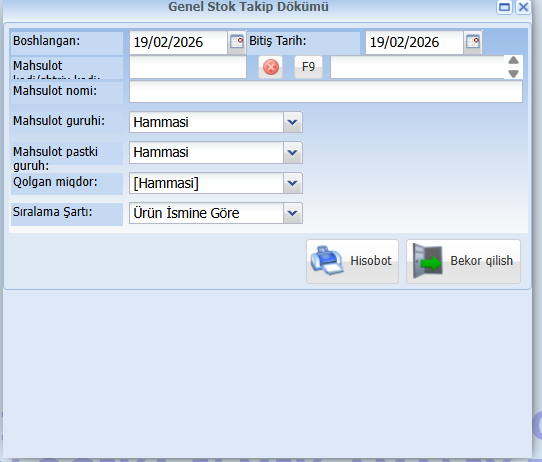 Genel Stok Takip Dökümü
Boshlangan: 19/02/2026 Bitiş Tarih: 19/02/2026
Mahsulot F9
Mahsulot nomi:
Mahsulot guruhi: Hammasi
Mahsulot pastki Hammasi
guruh:
Qolgan miqdor: [Hammasi]
Sıralama Şartı: Ürün İsmine Göre
Hisobot Bekor qilish